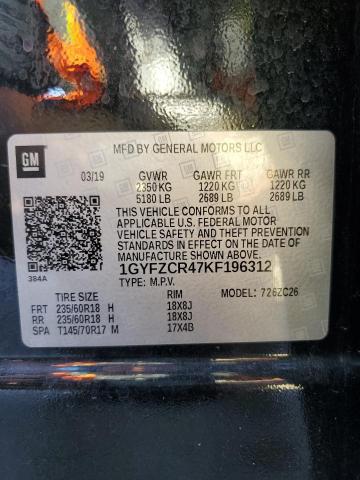 GM
MFD BY GENERAL MOTORS LLC
03/19 GVWR GAWR FRT GAWR RR
2350 KG 1220 KG 1220 KG
5180 LB 2689 LB 2689 LB
THIS VEHICLE CONFORMS TO ALL
APPLICABLE U.S. FEDERAL MOTOR
VEHICLE SAFETY AND THEFT PREVENTION
STANDARDS IN EFFECT ON THE DATE OF
MANUFACTURE SHOWN ABOVE.
1GYFZCR47KF196312
384A
TYPE: M.P.V.
TIRE SIZE RIM MODEL: 726ZC26
FRT 235/60R18 H 18X8J
RR 235/60R18 H 18X8J
SPA T145/70R17 M 17X4B